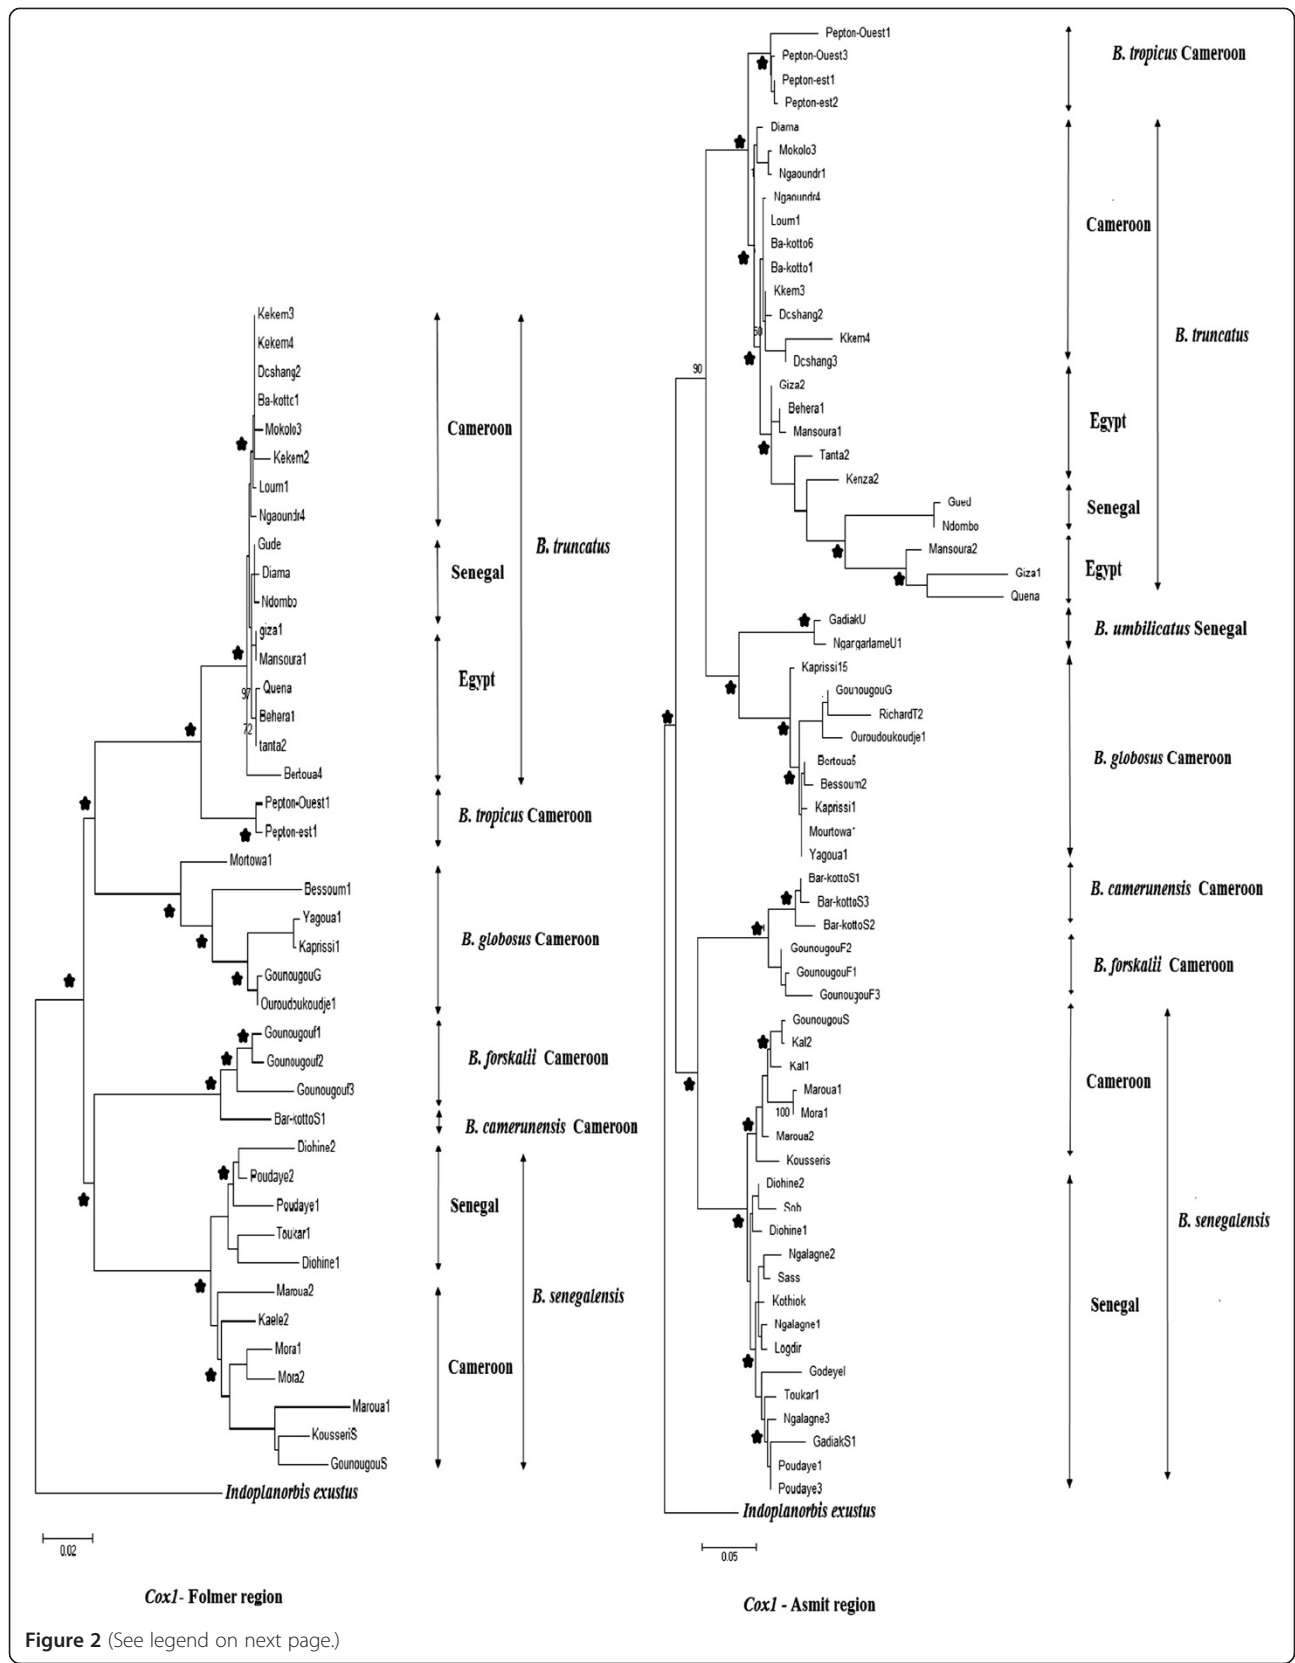 Kekem3
Kekem4
Dcshang2
Ba-kottc1
Mokolo3
Kekem2
Loum1
Ngaoundr4
Gude
Diama
Ndombo
giza1
Mansoura1
Quena
97
Behera1
72
tanta2
Bertoua4
Pepton-Ouest1
Pepton-est1
Mortowa1
Bessoum1
Yagoua1
Kaprissi1
GounougouG
Ouroudoukoudje1
Gounougouf1
Gounougouf2
Gounougouf3
Bar-kottoS1
Diohine2
Poudaye2
Poudaye1
Toukar1
Diohine1
Maroua2
Kaele2
Mora1
Mora2
Maroua1
KousseriS
GounougouS
Indoplanorbis exustus
Cameroon
Senegal
Egypt
B. truncatus
B. tropicus Cameroon
B. globosus Cameroon
B. forskalii Cameroon
B. camerunensis Cameroon
Senegal
Cameroon
B. senegalensis
0.02
Cox1- Folmer region
Pepton-Ouest1
Pepton-Ouest3
Pepton-est1
Pepton-est2
Diama
Mokolo3
Ngaoundr1
Ngaoundr4
Loum1
Ba-kotto6
Ba-kotto1
Kkem3
Dcshang2
50
Kkem4
Dcshang3
90
Giza2
Behera1
Mansoura1
Tanta2
Kenza2
Gued
Ndombo
Mansoura2
Giza1
Quena
GadiakU
NgargarlameU1
Kaprissi15
GounougouG
RichardT2
Ouroudoukoudje1
Bertoua5
Bessoum2
Kaprissi1
Mourtowa1
Yagoua1
Bar-kottoS1
Bar-kottoS3
Bar-kottoS2
GounougouF2
GounougouF1
GounougouF3
GounougouS
Kal2
Kal1
Maroua1
100
Mora1
Maroua2
Kousseris
Diohine2
Sob
Diohine1
Ngalagne2
Sass
Kothiok
Ngalagne1
Logdir
Godeyel
Toukar1
Ngalagne3
GadiakS1
Poudaye1
Poudaye3
Indoplanorbis exustus
B. tropicus Cameroon
Cameroon
B. truncatus
Egypt
Senegal
Egypt
B. umbilicatus Senegal
B. globosus Cameroon
B. camerunensis Cameroon
B. forskalii Cameroon
Cameroon
B. senegalensis
Senegal
0.05
Cox1 - Asmit region
Figure 2 (See legend on next page.)